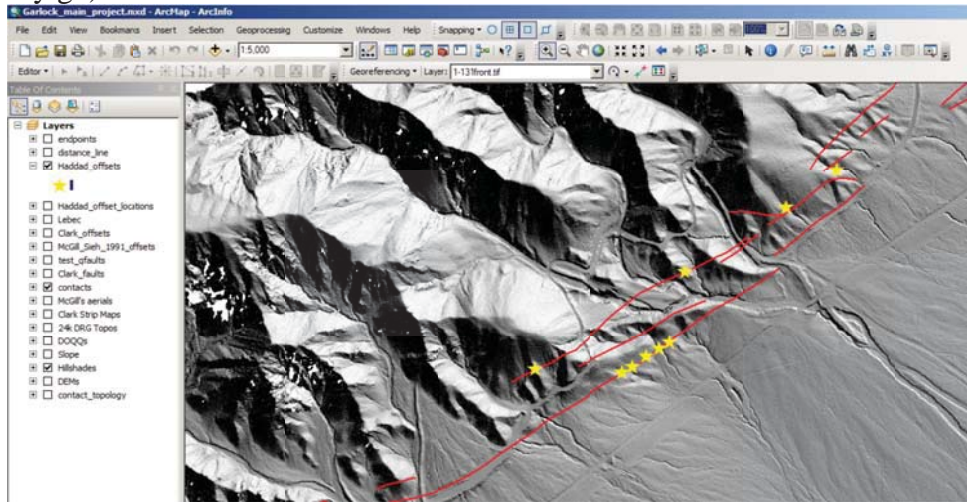 Garlock_main_project.mxd - ArcMap - ArcInfo
File Edit View Bookmarks Insert Selection Geoprocessing Customize Windows Help Snapping
1:5,000
Editor Georeferencing Layer: 1-131front.tif
Table Of Contents
Layers
endpoints
distance_line
Haddad_offsets
Haddad_offset_locations
Lebec
Clark_offsets
McGill_Sieh_1991_offsets
test_qfaults
Clark_faults
contacts
McGill's aerials
Clark Strip Maps
24k DRG Topos
DOQQs
Slope
Hillshades
DEMs
contact_topology